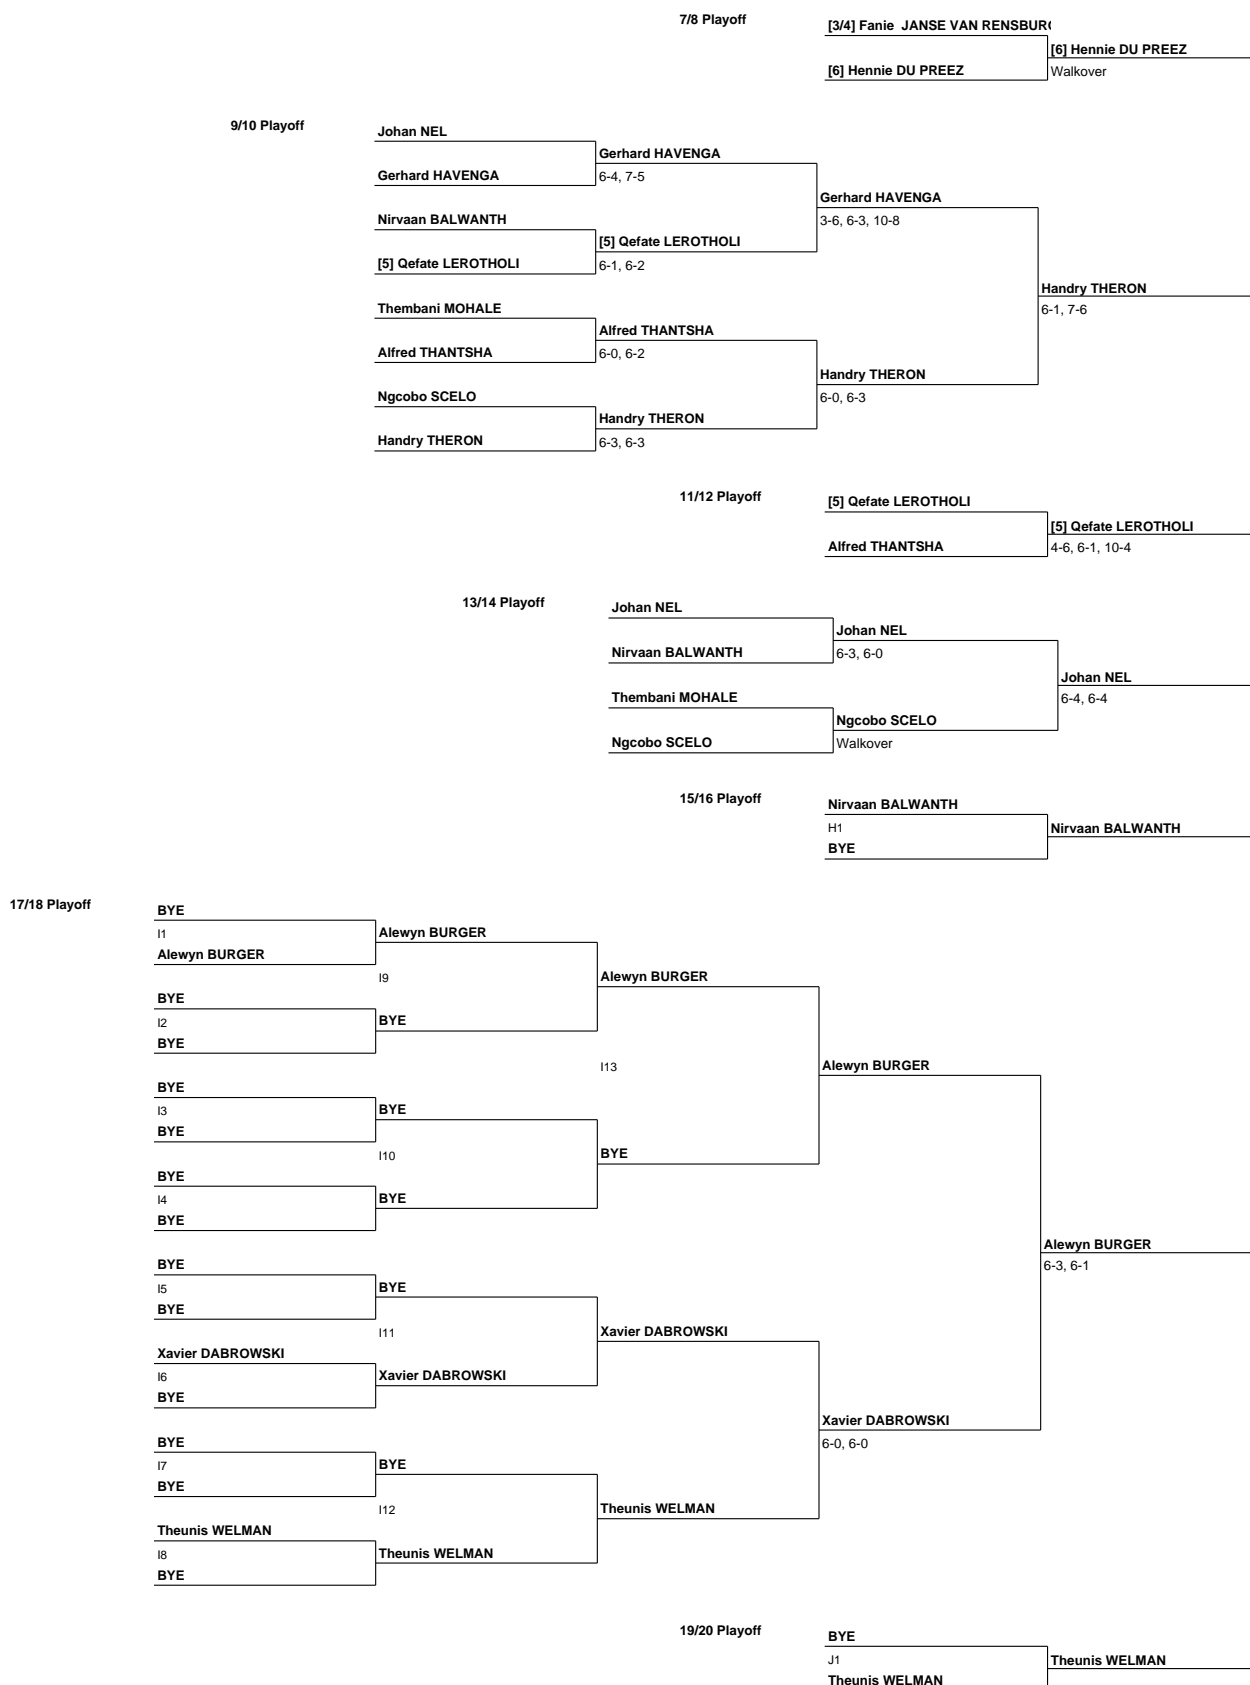 7/8 Playoff
[3/4] Fanie  JANSE VAN RENSBUR
[6] Hennie DU PREEZ
[6] Hennie DU PREEZ
Walkover
9/10 Playoff
Johan NEL
Gerhard HAVENGA
Gerhard HAVENGA
6-4, 7-5
Gerhard HAVENGA
Nirvaan BALWANTH
3-6, 6-3, 10-8
[5] Qefate LEROTHOLI
[5] Qefate LEROTHOLI
6-1, 6-2
Handry THERON
Thembani MOHALE
6-1, 7-6
Alfred THANTSHA
Alfred THANTSHA
6-0, 6-2
Handry THERON
Ngcobo SCELO
6-0, 6-3
Handry THERON
Handry THERON
6-3, 6-3
11/12 Playoff
[5] Qefate LEROTHOLI
[5] Qefate LEROTHOLI
Alfred THANTSHA
4-6, 6-1, 10-4
13/14 Playoff
Johan NEL
Johan NEL
Nirvaan BALWANTH
6-3, 6-0
Johan NEL
Thembani MOHALE
6-4, 6-4
Ngcobo SCELO
Ngcobo SCELO
Walkover
15/16 Playoff
Nirvaan BALWANTH
H1
Nirvaan BALWANTH
BYE
17/18 Playoff
BYE
I1
Alewyn BURGER
Alewyn BURGER
I9
Alewyn BURGER
BYE
I2
BYE
BYE
I13
Alewyn BURGER
BYE
I3
BYE
BYE
I10
BYE
BYE
I4
BYE
BYE
Alewyn BURGER
6-3, 6-1
BYE
I5
BYE
BYE
I11
Xavier DABROWSKI
Xavier DABROWSKI
I6
Xavier DABROWSKI
BYE
Xavier DABROWSKI
6-0, 6-0
BYE
I7
BYE
BYE
I12
Theunis WELMAN
Theunis WELMAN
I8
Theunis WELMAN
BYE
19/20 Playoff
BYE
J1
Theunis WELMAN
Theunis WELMAN